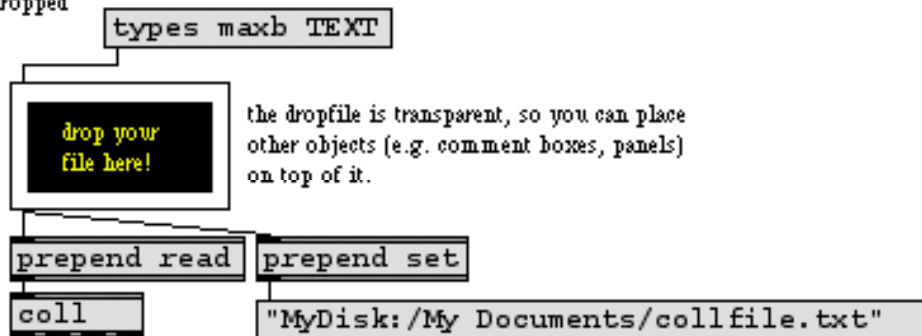 types maxb TEXT
drop your
file here!
the dropfile is transparent, so you can place
other objects (e.g. comment boxes, panels)
on top of it.
prepend read
prepend set
coll
"MyDisk:/My Documents/collfile.txt"